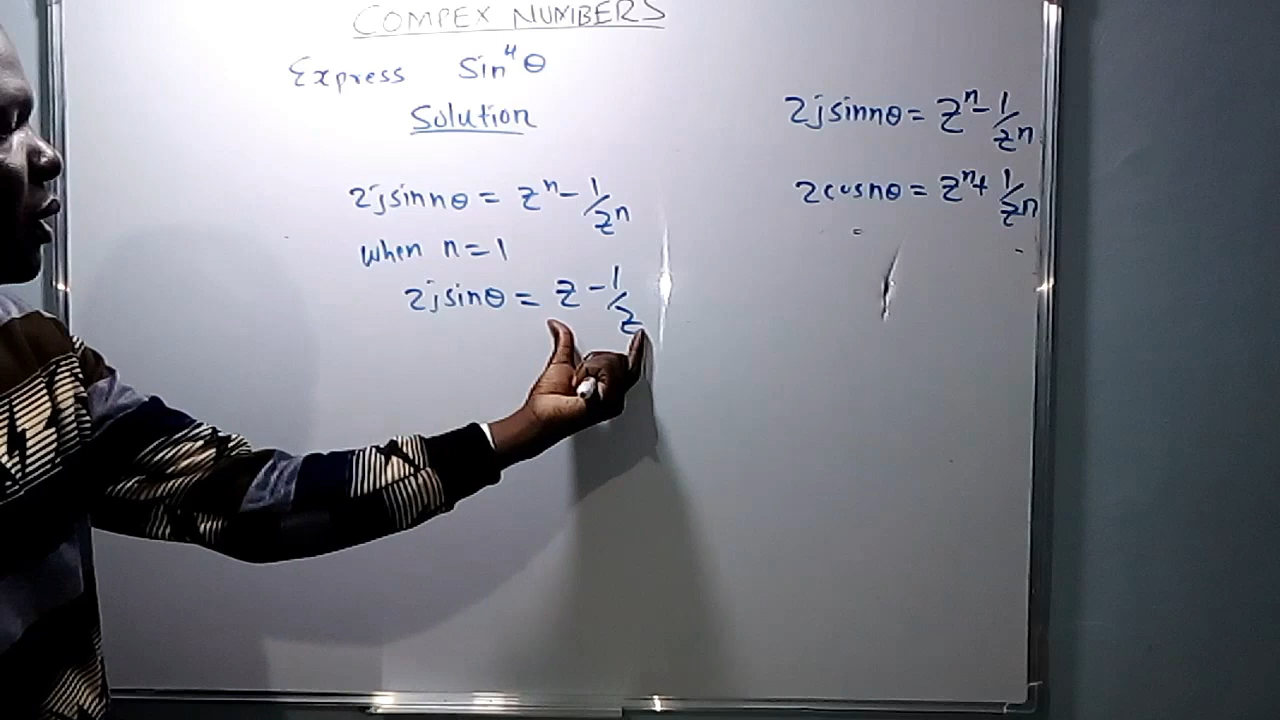 COMPEX NUMBERS
Express Sin⁴θ
Solution
2jsinnθ = zⁿ - 1/zⁿ
when n=1
2jsinθ = z - 1/z
2jsinnθ = zⁿ - 1/zⁿ
2cosnθ = zⁿ + 1/zⁿ